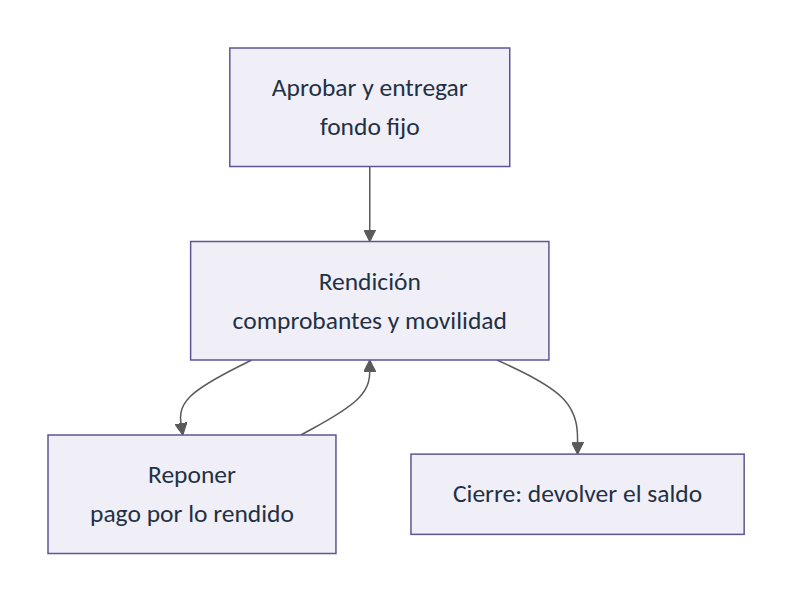 Aprobar y entregar
fondo fijo
Rendición
comprobantes y movilidad
Reponer
pago por lo rendido
Cierre: devolver el saldo